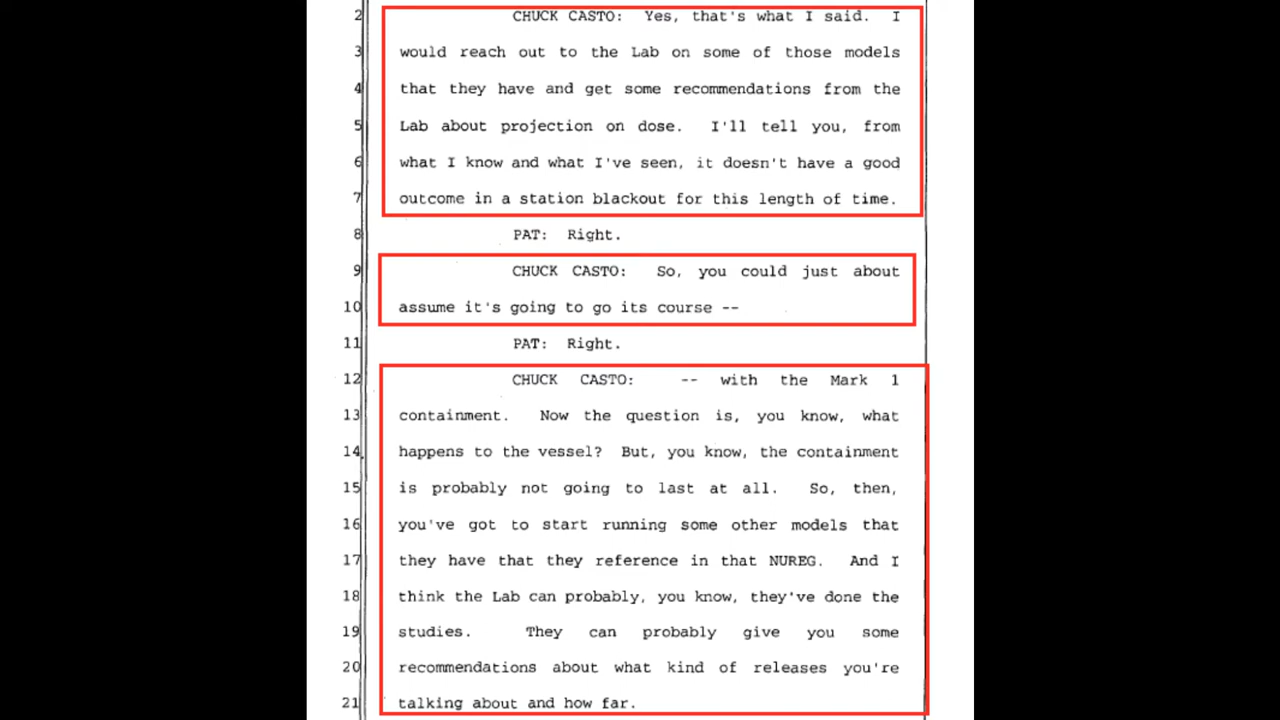 2 CHUCK CASTO: Yes, that's what I said. I
3 would reach out to the Lab on some of those models
4 that they have and get some recommendations from the
5 Lab about projection on dose. I'll tell you, from
6 what I know and what I've seen, it doesn't have a good
7 outcome in a station blackout for this length of time.
8 PAT: Right.
9 CHUCK CASTO: So, you could just about
10 assume it's going to go its course --
11 PAT: Right.
12 CHUCK CASTO: -- with the Mark 1
13 containment. Now the question is, you know, what
14 happens to the vessel? But, you know, the containment
15 is probably not going to last at all. So, then,
16 you've got to start running some other models that
17 they have that they reference in that NUREG. And I
18 think the Lab can probably, you know, they've done the
19 studies. They can probably give you some
20 recommendations about what kind of releases you're
21 talking about and how far.